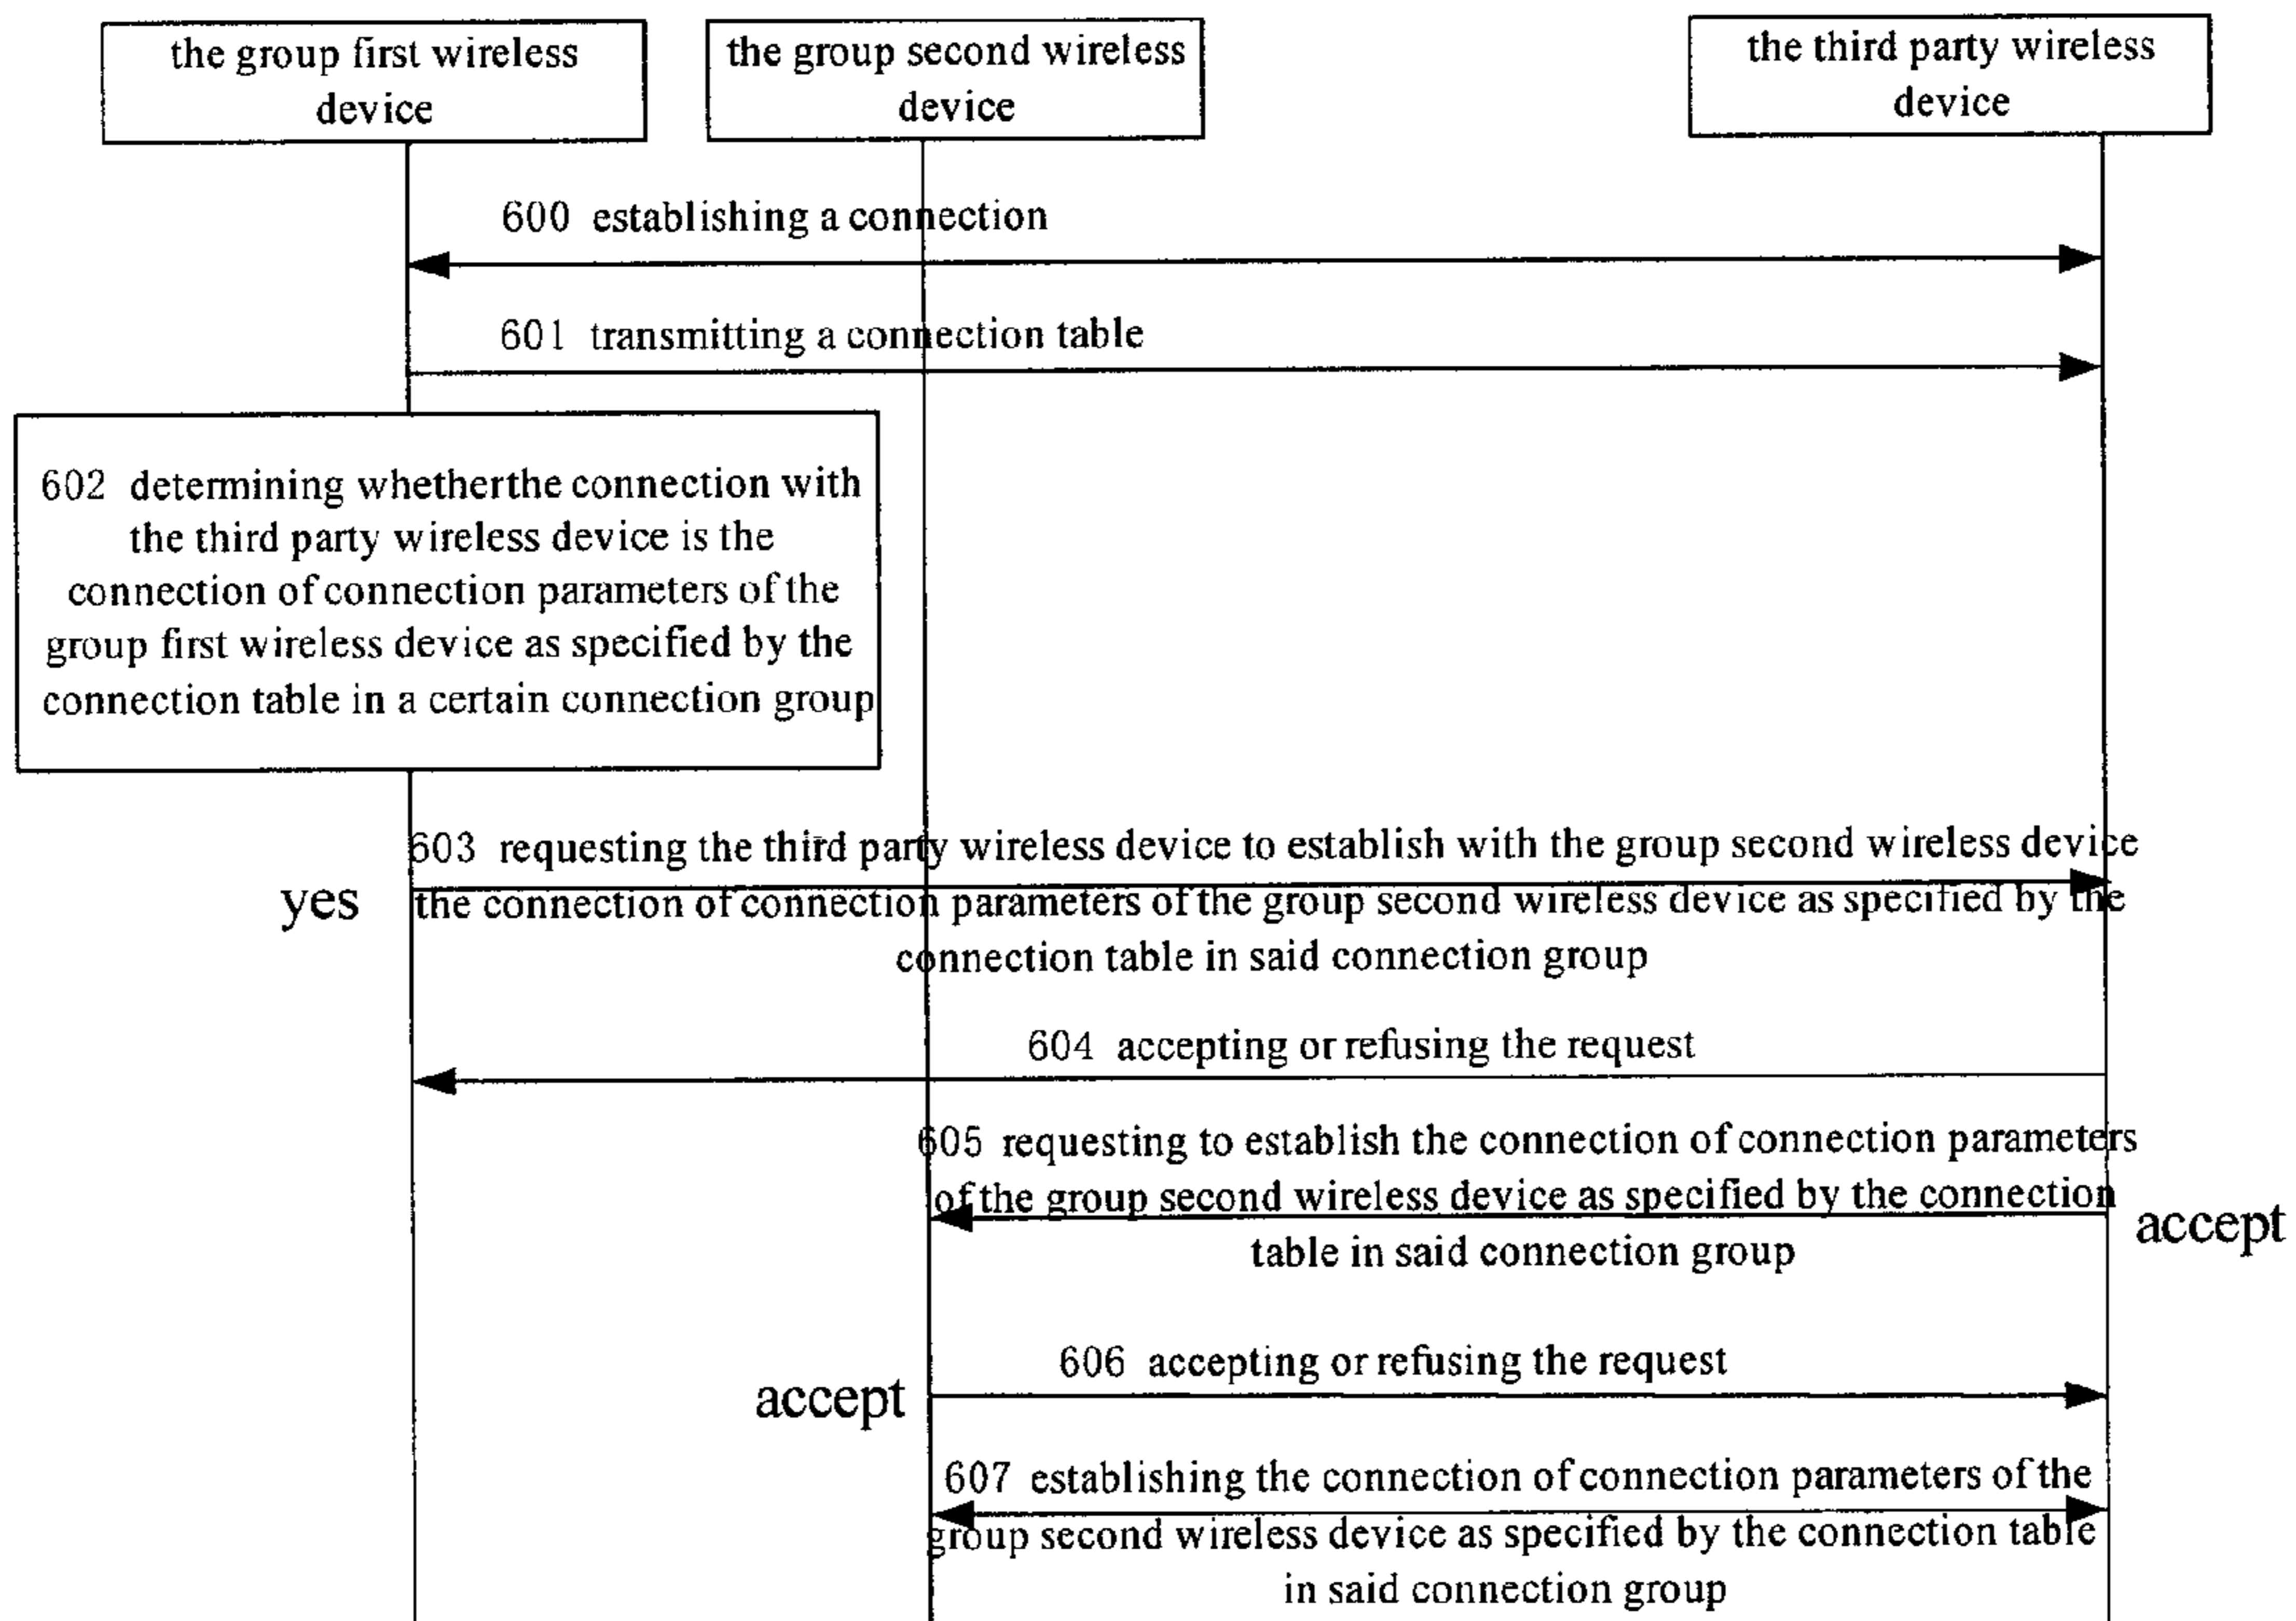 the group first wireless
device
the group second wireless
device
the third party wireless
device
600 establishing a connection
601 transmitting a connection table
602 determining whetherthe connection with
the third party wireless device is the
connection of connection parameters of the
group first wireless device as specified by the
connection table in a certain connection group
603 requesting the third party wireless device to establish with the group second wireless device
yes
the connection of connection parameters of the group second wireless device as specified by the
connection table in said connection group
604 accepting or refusing the request
605 requesting to establish the connection of connection parameters
of the group second wireless device as specified by the connection
accept
table in said connection group
606 accepting or refusing the request
accept
607 establishing the connection of connection parameters of the
group second wireless device as specified by the connection table
in said connection group